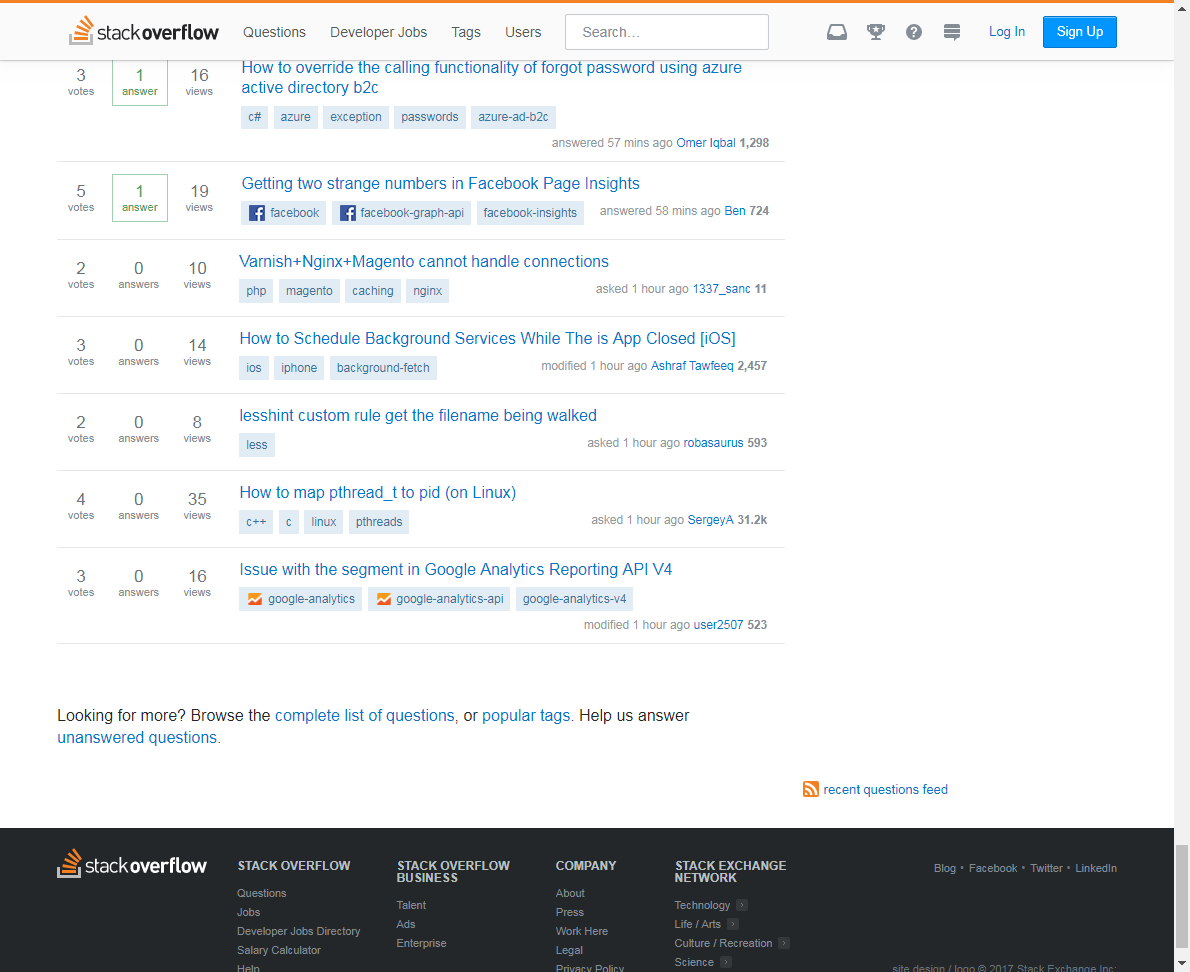 stack overflow Questions Developer Jobs Tags Users Search... Log In Sign Up
3 votes 1 answer 16 views
How to override the calling functionality of forgot password using azure
active directory b2c
c# azure exception passwords azure-ad-b2c
answered 57 mins ago Omer Iqbal 1,298
5 votes 1 answer 19 views
Getting two strange numbers in Facebook Page Insights
facebook facebook-graph-api facebook-insights answered 58 mins ago Ben 724
2 votes 0 answers 10 views
Varnish+Nginx+Magento cannot handle connections
php magento caching nginx asked 1 hour ago 1337_sanc 11
3 votes 0 answers 14 views
How to Schedule Background Services While The is App Closed [iOS]
ios iphone background-fetch modified 1 hour ago Ashraf Tawfeeq 2,457
2 votes 0 answers 8 views
lesshint custom rule get the filename being walked
less asked 1 hour ago robasaurus 593
4 votes 0 answers 35 views
How to map pthread_t to pid (on Linux)
c++ c linux pthreads asked 1 hour ago SergeyA 31.2k
3 votes 0 answers 16 views
Issue with the segment in Google Analytics Reporting API V4
google-analytics google-analytics-api google-analytics-v4
modified 1 hour ago user2507 523
Looking for more? Browse the complete list of questions, or popular tags. Help us answer
unanswered questions.
recent questions feed
stack overflow
STACK OVERFLOW
Questions
Jobs
Developer Jobs Directory
Salary Calculator
Help
STACK OVERFLOW
BUSINESS
Talent
Ads
Enterprise
COMPANY
About
Press
Work Here
Legal
Privacy Policy
STACK EXCHANGE
NETWORK
Technology
Life / Arts
Culture / Recreation
Science
Blog • Facebook • Twitter • LinkedIn
site design / logo © 2017 Stack Exchange Inc;